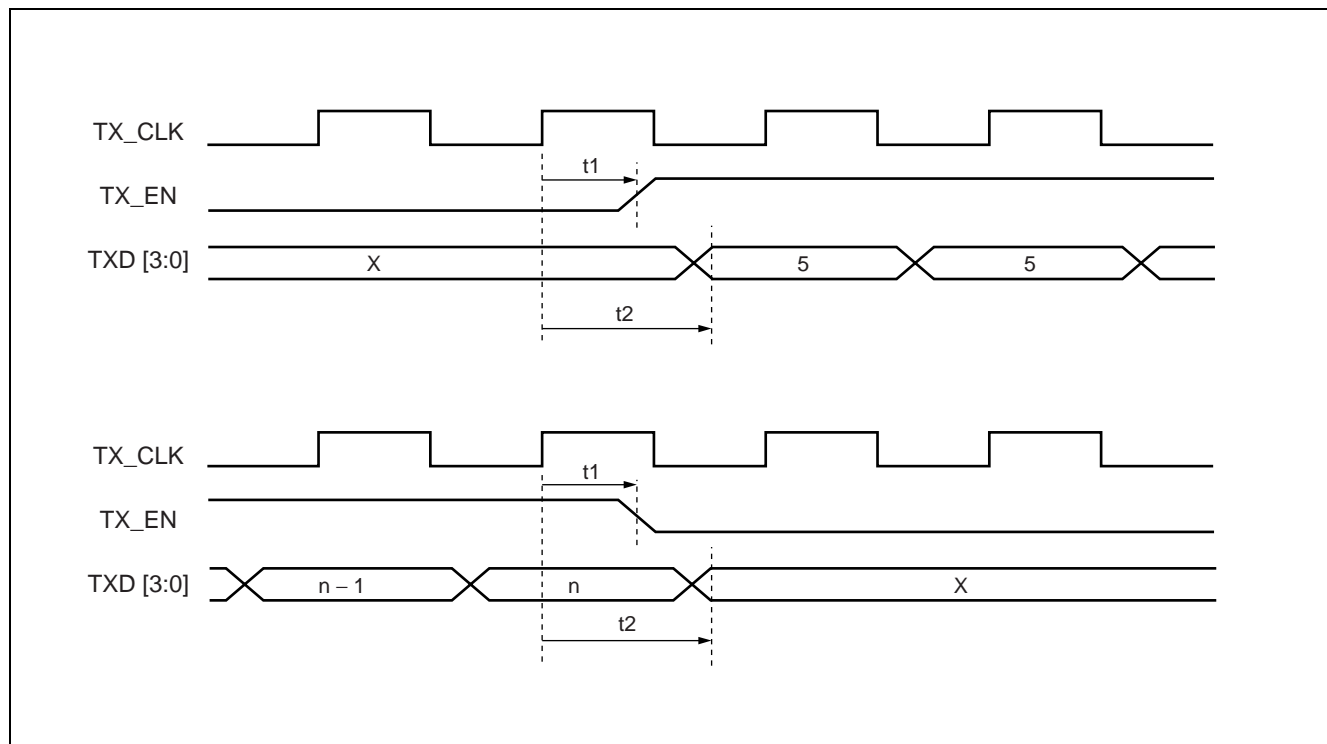 TX_CLK
t1
TX_EN
TXD [3:0]
X
5
5
t2
TX_CLK
t1
TX_EN
TXD [3:0]
n – 1
n
X
t2